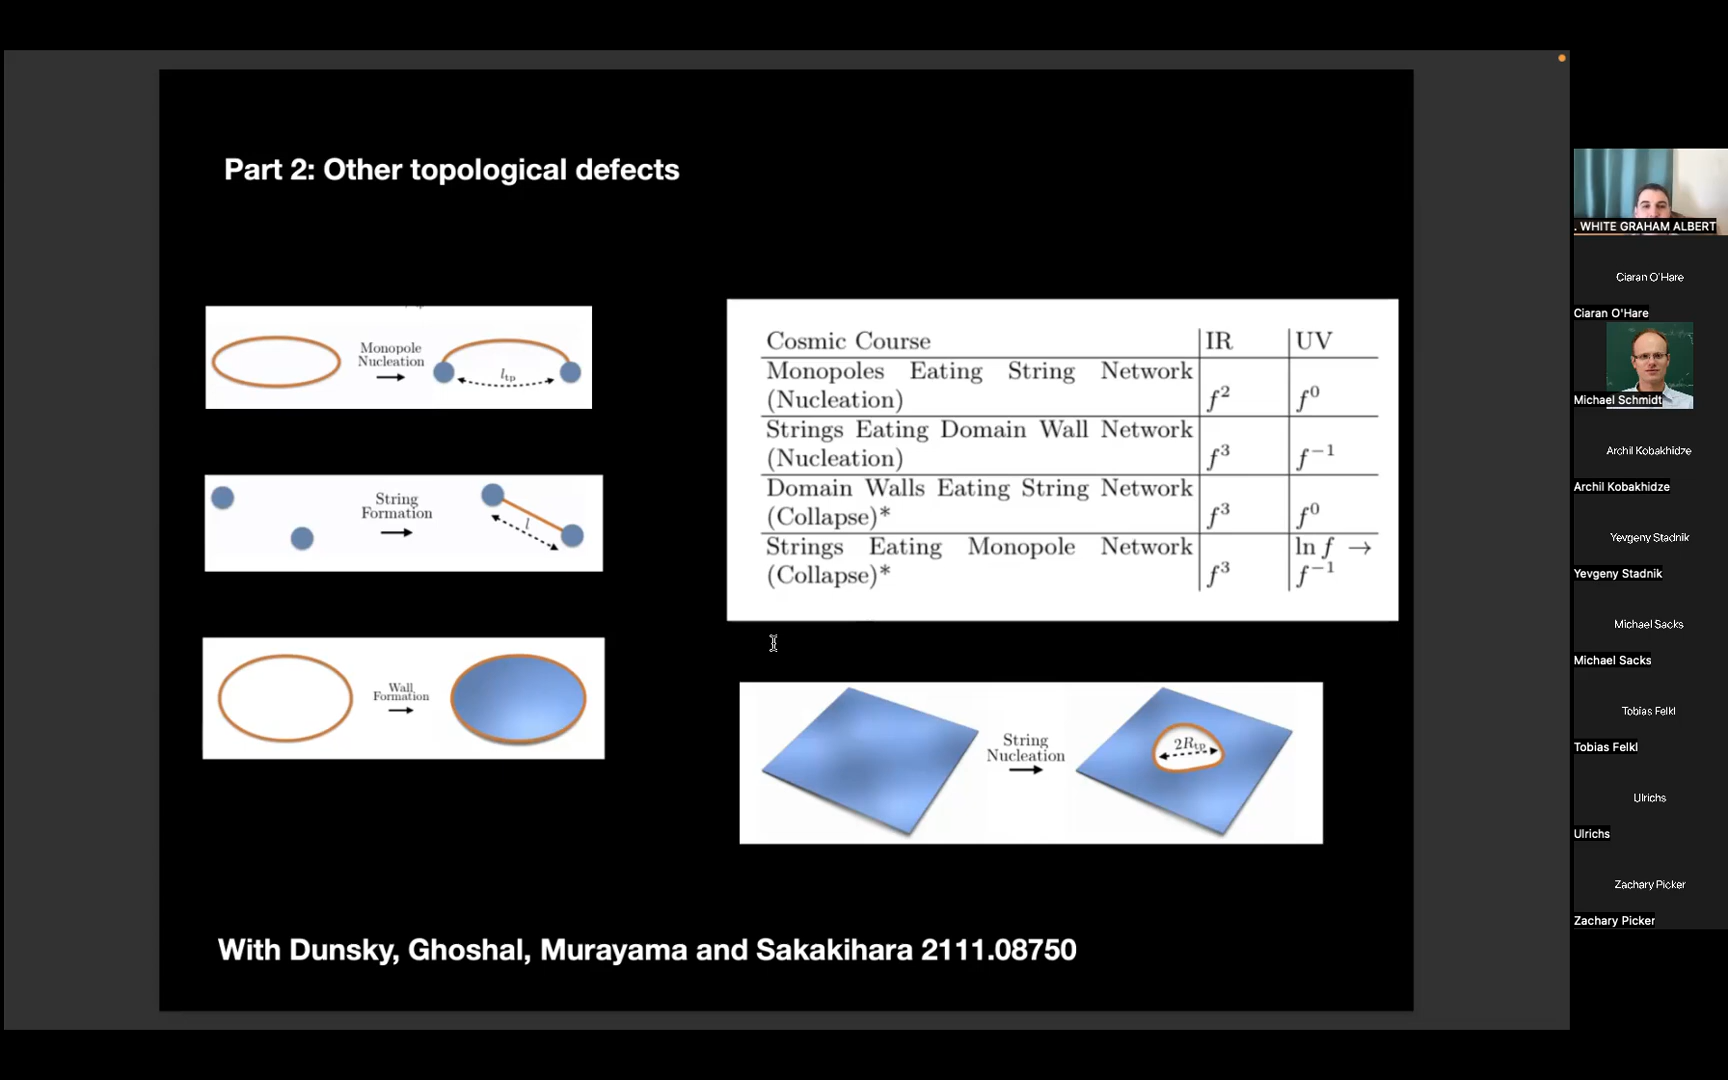 Part 2: Other topological defects
Monopole
Nucleation
l_tp
String
Formation
l
Wall
Formation
Cosmic Course IR UV
Monopoles Eating String Network
(Nucleation) f^2 f^0
Strings Eating Domain Wall Network
(Nucleation) f^3 f^-1
Domain Walls Eating String Network
(Collapse)* f^3 f^0
Strings Eating Monopole Network ln f →
(Collapse)* f^3 f^-1
String
Nucleation
2R_tp
With Dunsky, Ghoshal, Murayama and Sakakihara 2111.08750
. WHITE GRAHAM ALBERT
Ciaran O'Hare
Ciaran O'Hare
Michael Schmidt
Archil Kobakhidze
Archil Kobakhidze
Yevgeny Stadnik
Yevgeny Stadnik
Michael Sacks
Michael Sacks
Tobias Felkl
Tobias Felkl
Ulrichs
Ulrichs
Zachary Picker
Zachary Picker